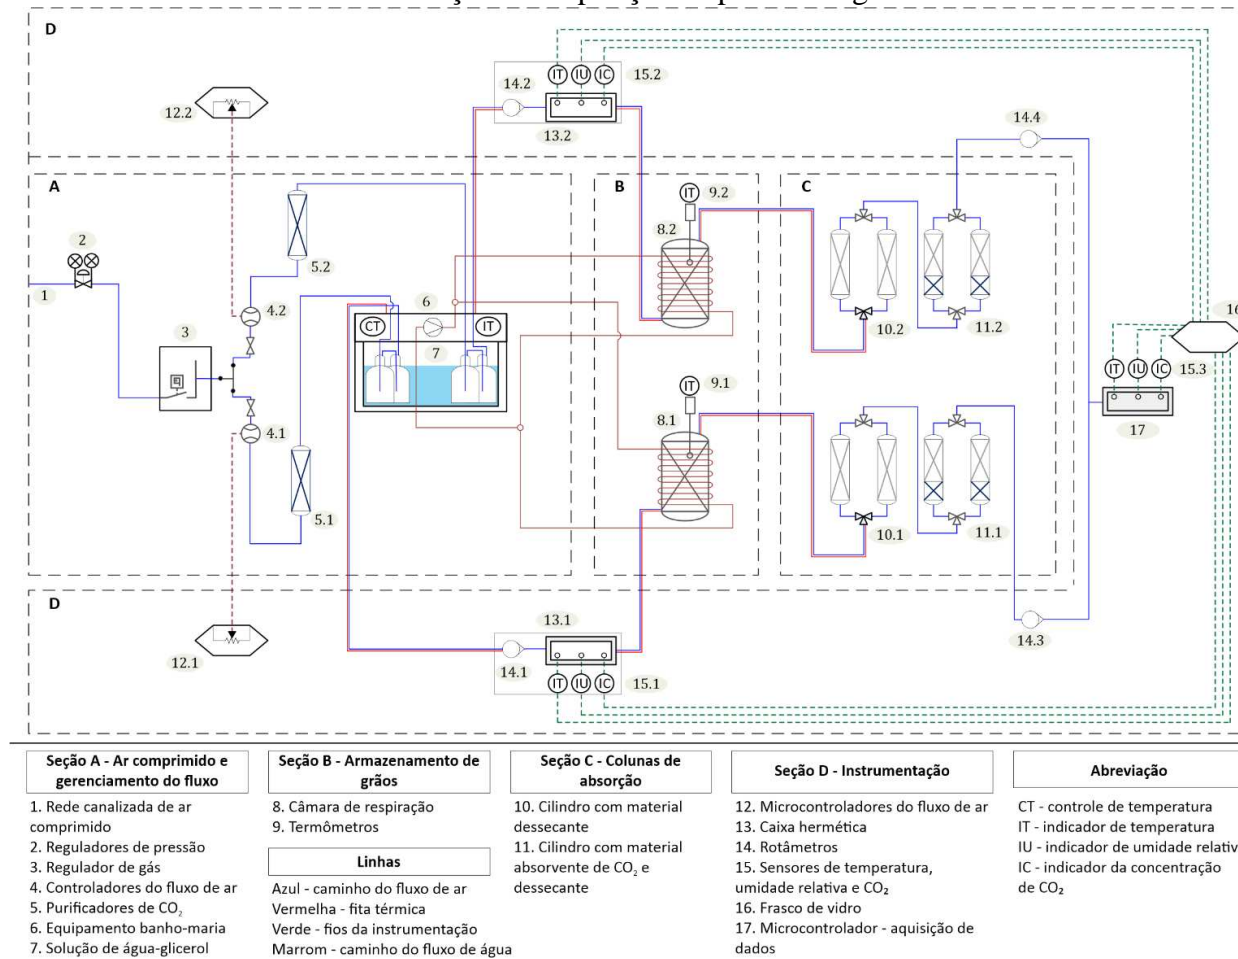 D
14.2
IT
IU
IC
15.2
12.2
13.2
14.4
A
B
C
2
IT
9.2
8.2
5.2
1
4.2
6
CT
IT
10.2
11.2
16
3
7
IT
IU
IC
15.3
IT
9.1
17
8.1
4.1
5.1
10.1
11.1
D
13.1
12.1
14.1
IT
IU
IC
15.1
14.3
Seção A - Ar comprimido e
gerenciamento do fluxo
1. Rede canalizada de ar
comprimido
2. Reguladores de pressão
3. Regulador de gás
4. Controladores do fluxo de ar
5. Purificadores de CO₂
6. Equipamento banho-maria
7. Solução de água-glicerol
Seção B - Armazenamento de
grãos
8. Câmara de respiração
9. Termômetros
Linhas
Azul - caminho do fluxo de ar
Vermelha - fita térmica
Verde - fios da instrumentação
Marrom - caminho do fluxo de água
Seção C - Colunas de
absorção
10. Cilindro com material
dessecante
11. Cilindro com material
absorvente de CO₂ e
dessecante
Seção D - Instrumentação
12. Microcontroladores do fluxo de ar
13. Caixa hermética
14. Rotâmetros
15. Sensores de temperatura,
umidade relativa e CO₂
16. Frasco de vidro
17. Microcontrolador - aquisição de
dados
Abreviação
CT - controle de temperatura
IT - indicador de temperatura
IU - indicador de umidade relativ
IC - indicador da concentração
de CO₂